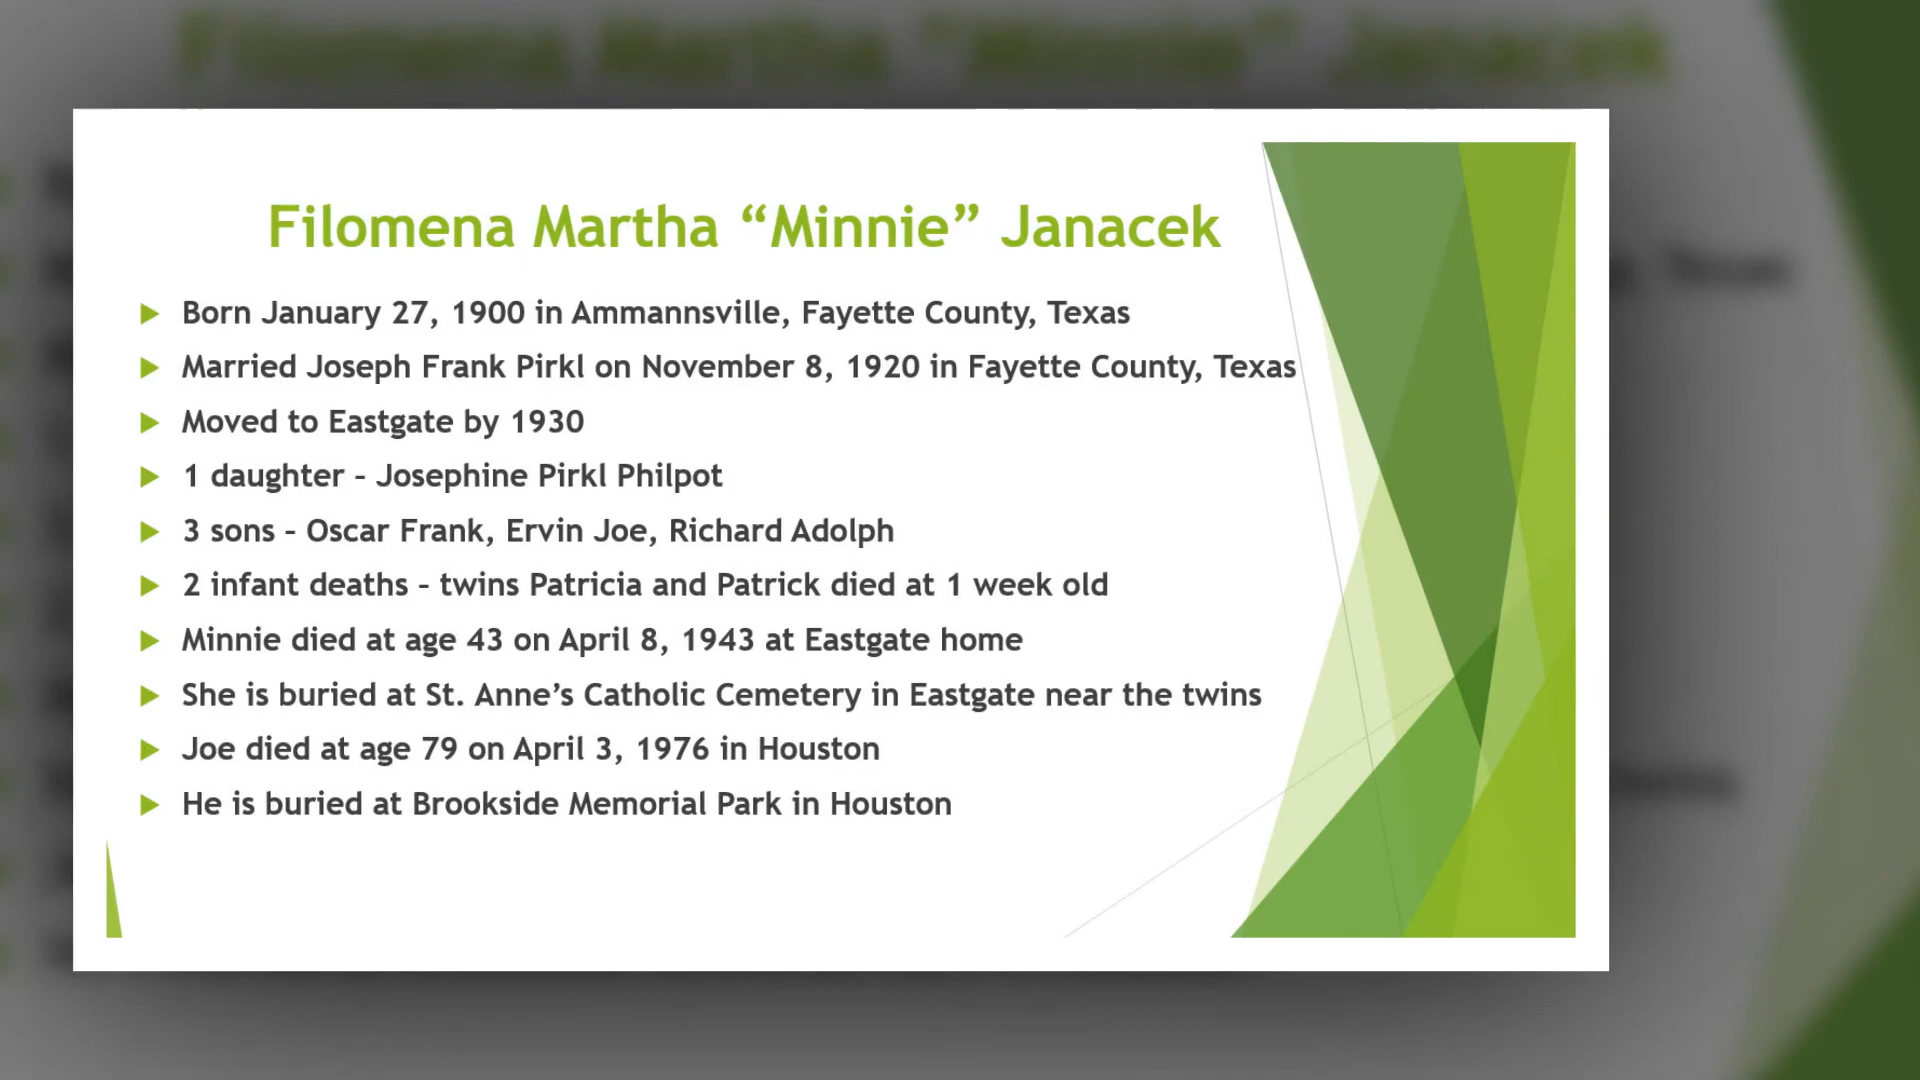 Filomena Martha “Minnie” Janacek
Born January 27, 1900 in Ammannsville, Fayette County, Texas
Married Joseph Frank Pirkl on November 8, 1920 in Fayette County, Texas
Moved to Eastgate by 1930
1 daughter – Josephine Pirkl Philpot
3 sons – Oscar Frank, Ervin Joe, Richard Adolph
2 infant deaths – twins Patricia and Patrick died at 1 week old
Minnie died at age 43 on April 8, 1943 at Eastgate home
She is buried at St. Anne’s Catholic Cemetery in Eastgate near the twins
Joe died at age 79 on April 3, 1976 in Houston
He is buried at Brookside Memorial Park in Houston